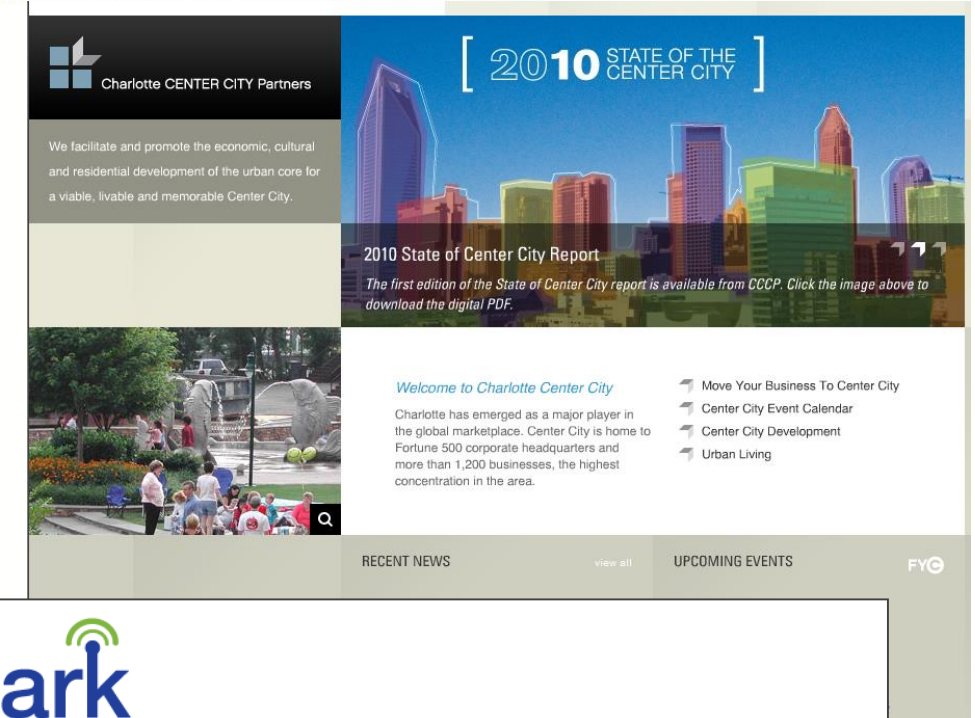 Charlotte CENTER CITY Partners
We facilitate and promote the economic, cultural
and residential development of the urban core for
a viable, livable and memorable Center City.
[ 2010 STATE OF THE
CENTER CITY ]
2010 State of Center City Report
The first edition of the State of Center City report is available from CCCP. Click the image above to
download the digital PDF.
Welcome to Charlotte Center City
Charlotte has emerged as a major player in
the global marketplace. Center City is home to
Fortune 500 corporate headquarters and
more than 1,200 businesses, the highest
concentration in the area.
Move Your Business To Center City
Center City Event Calendar
Center City Development
Urban Living
RECENT NEWS
view all
UPCOMING EVENTS
FYC
ark